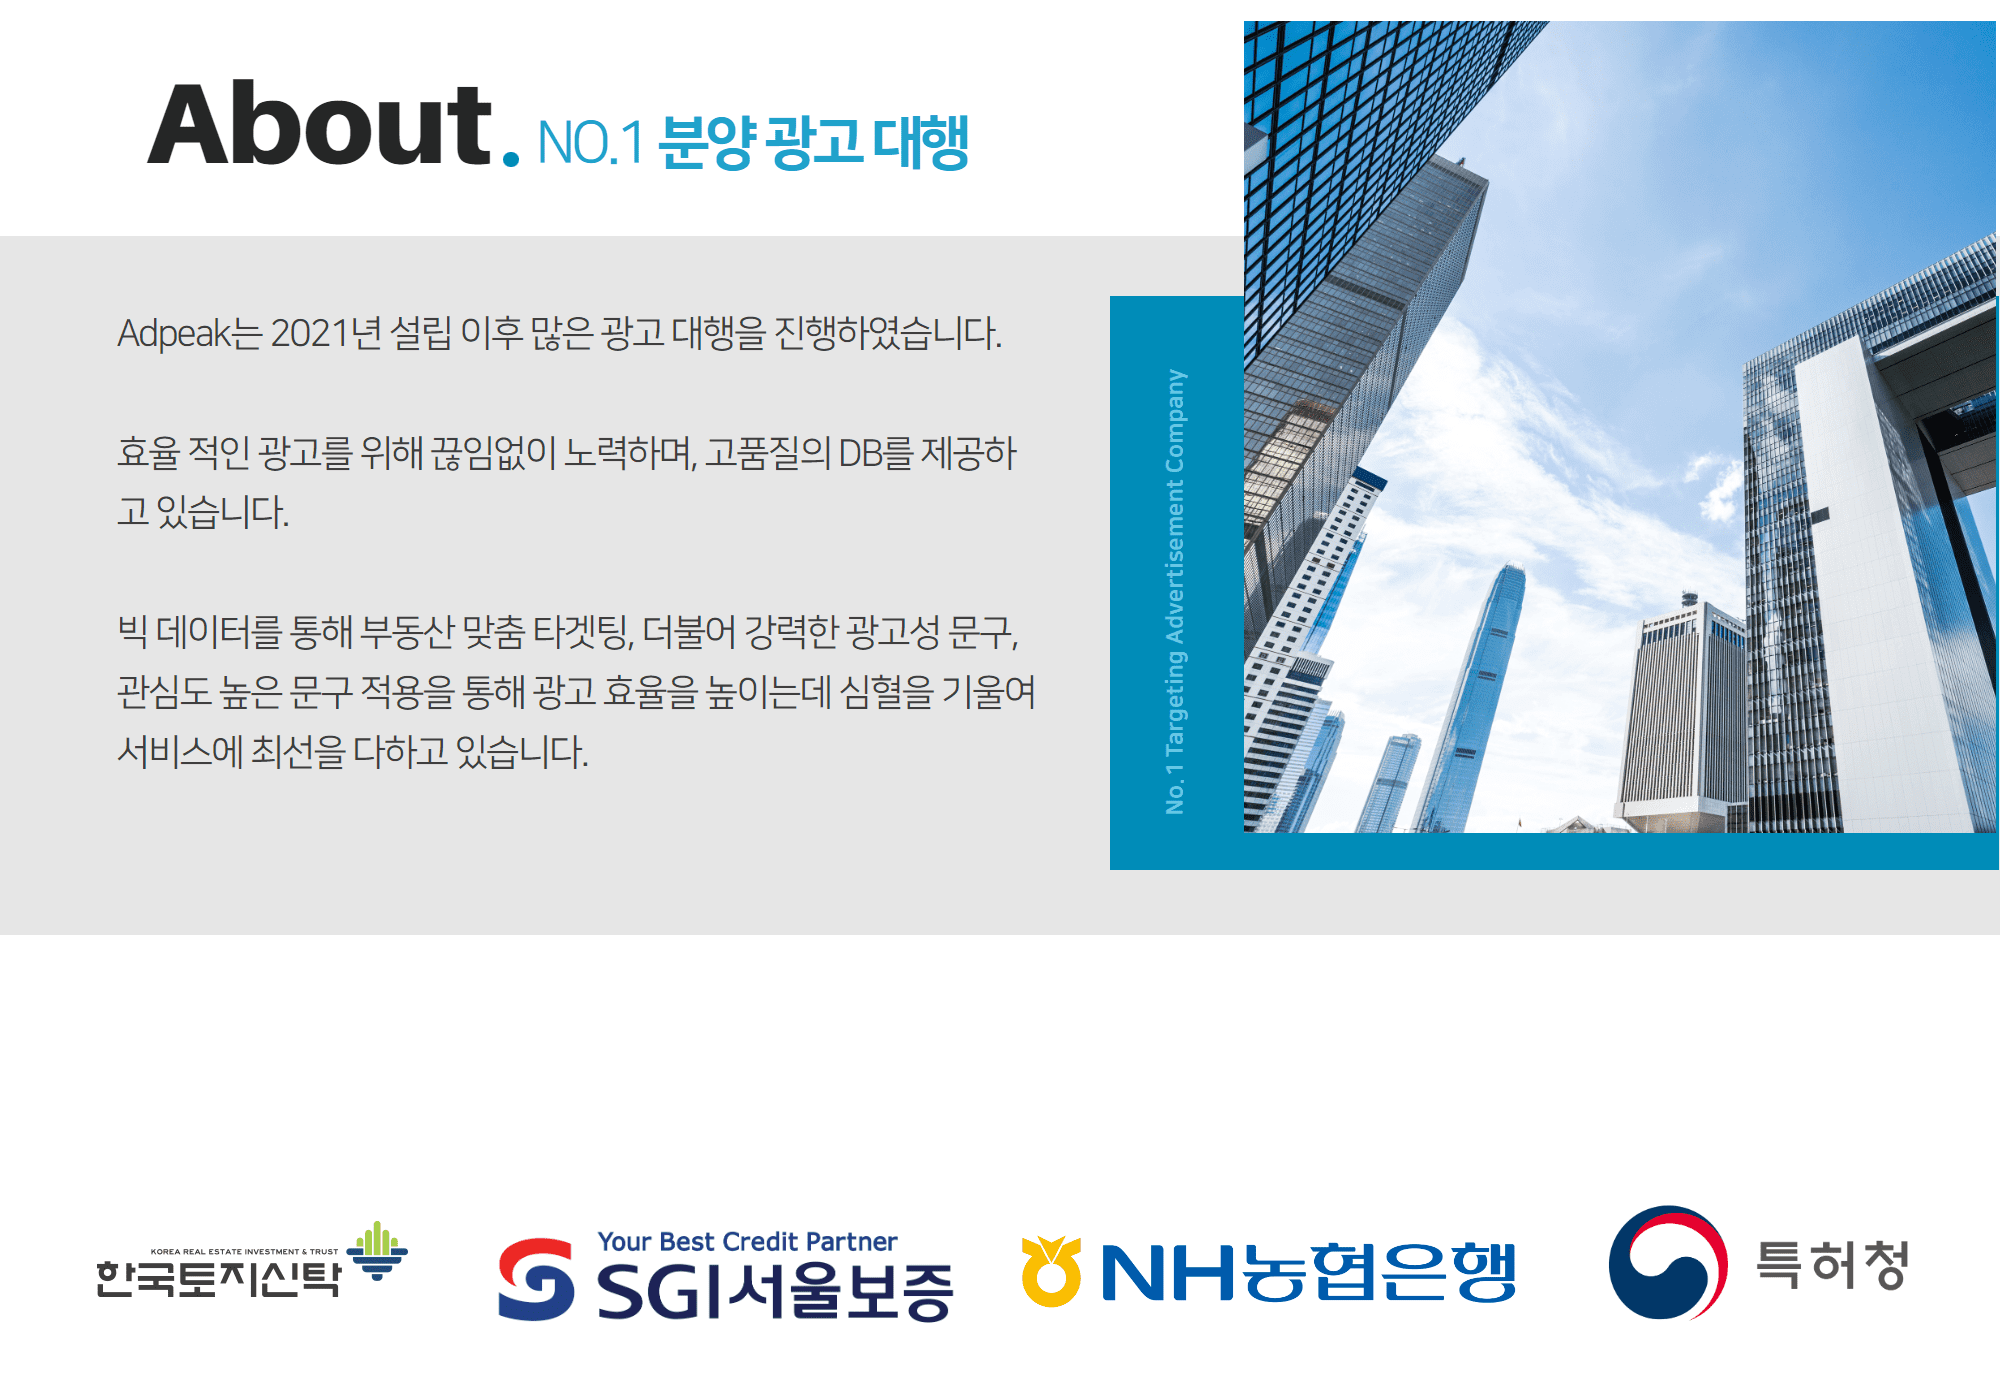 About. NO.1 분양 광고 대행
Adpeak는 2021년 설립 이후 많은 광고 대행을 진행하였습니다.
효율 적인 광고를 위해 끊임없이 노력하며, 고품질의 DB를 제공하
고 있습니다.
빅 데이터를 통해 부동산 맞춤 타겟팅, 더불어 강력한 광고성 문구,
관심도 높은 문구 적용을 통해 광고 효율을 높이는데 심혈을 기울여
서비스에 최선을 다하고 있습니다.
No.1 Targeting Advertisement Company
KOREA REAL ESTATE INVESTMENT & TRUST
한국토지신탁
Your Best Credit Partner
SGI서울보증
NH농협은행
특허청